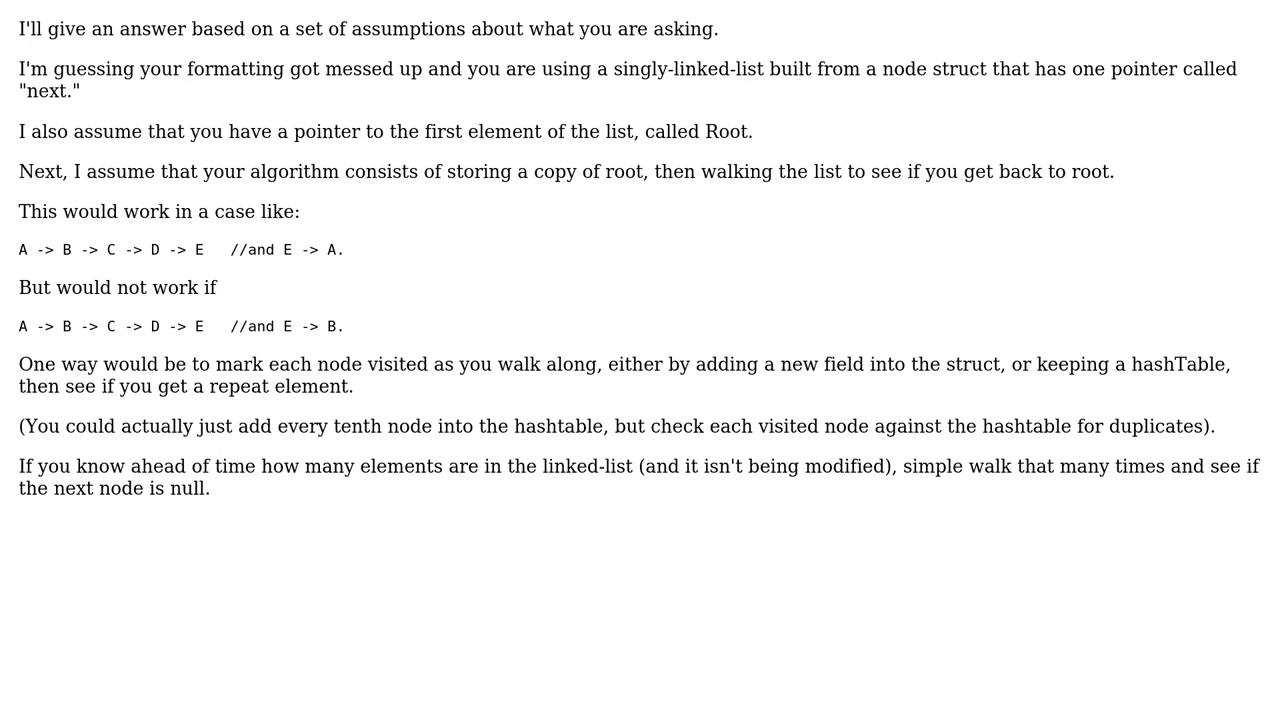 I'll give an answer based on a set of assumptions about what you are asking.
I'm guessing your formatting got messed up and you are using a singly-linked-list built from a node struct that has one pointer called
"next."
I also assume that you have a pointer to the first element of the list, called Root.
Next, I assume that your algorithm consists of storing a copy of root, then walking the list to see if you get back to root.
This would work in a case like:
A -> B -> C -> D -> E   //and E -> A.
But would not work if
A -> B -> C -> D -> E   //and E -> B.
One way would be to mark each node visited as you walk along, either by adding a new field into the struct, or keeping a hashTable,
then see if you get a repeat element.
(You could actually just add every tenth node into the hashtable, but check each visited node against the hashtable for duplicates).
If you know ahead of time how many elements are in the linked-list (and it isn't being modified), simple walk that many times and see if
the next node is null.